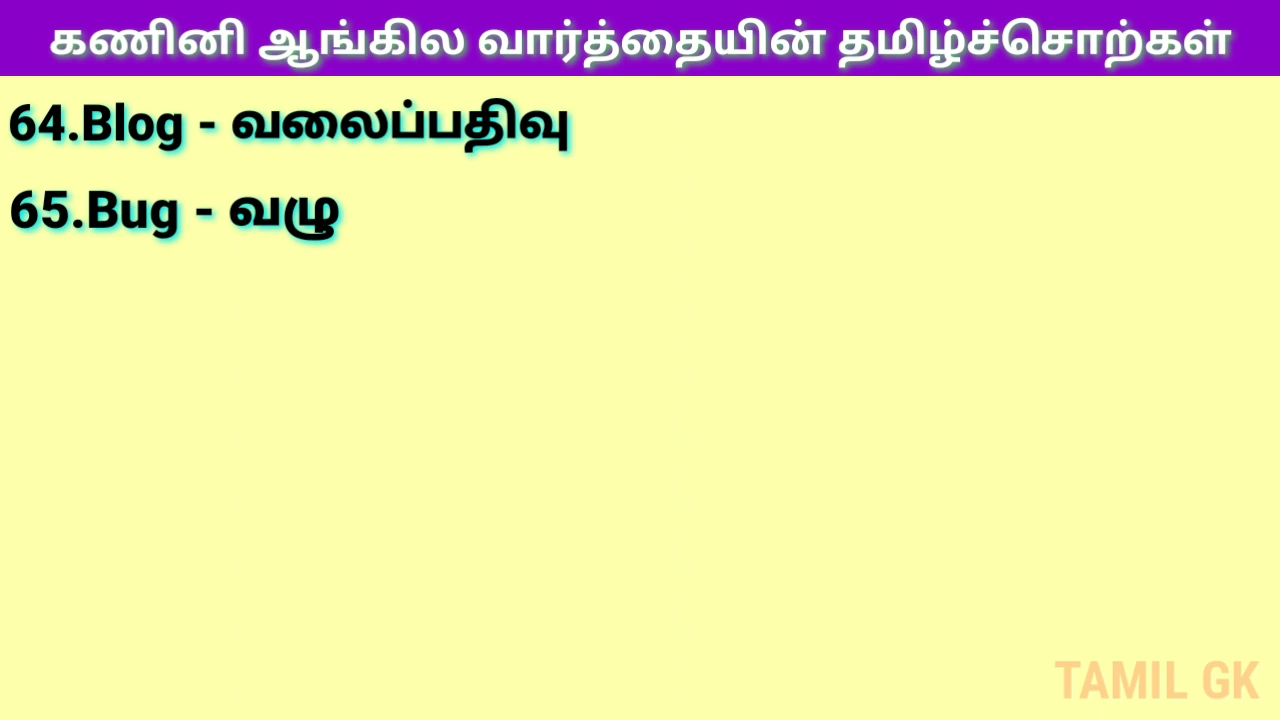 கணினி ஆங்கில வார்த்தையின் தமிழ்ச்சொற்கள்
64.Blog - வலைப்பதிவு
65.Bug - வழு
TAMIL GK